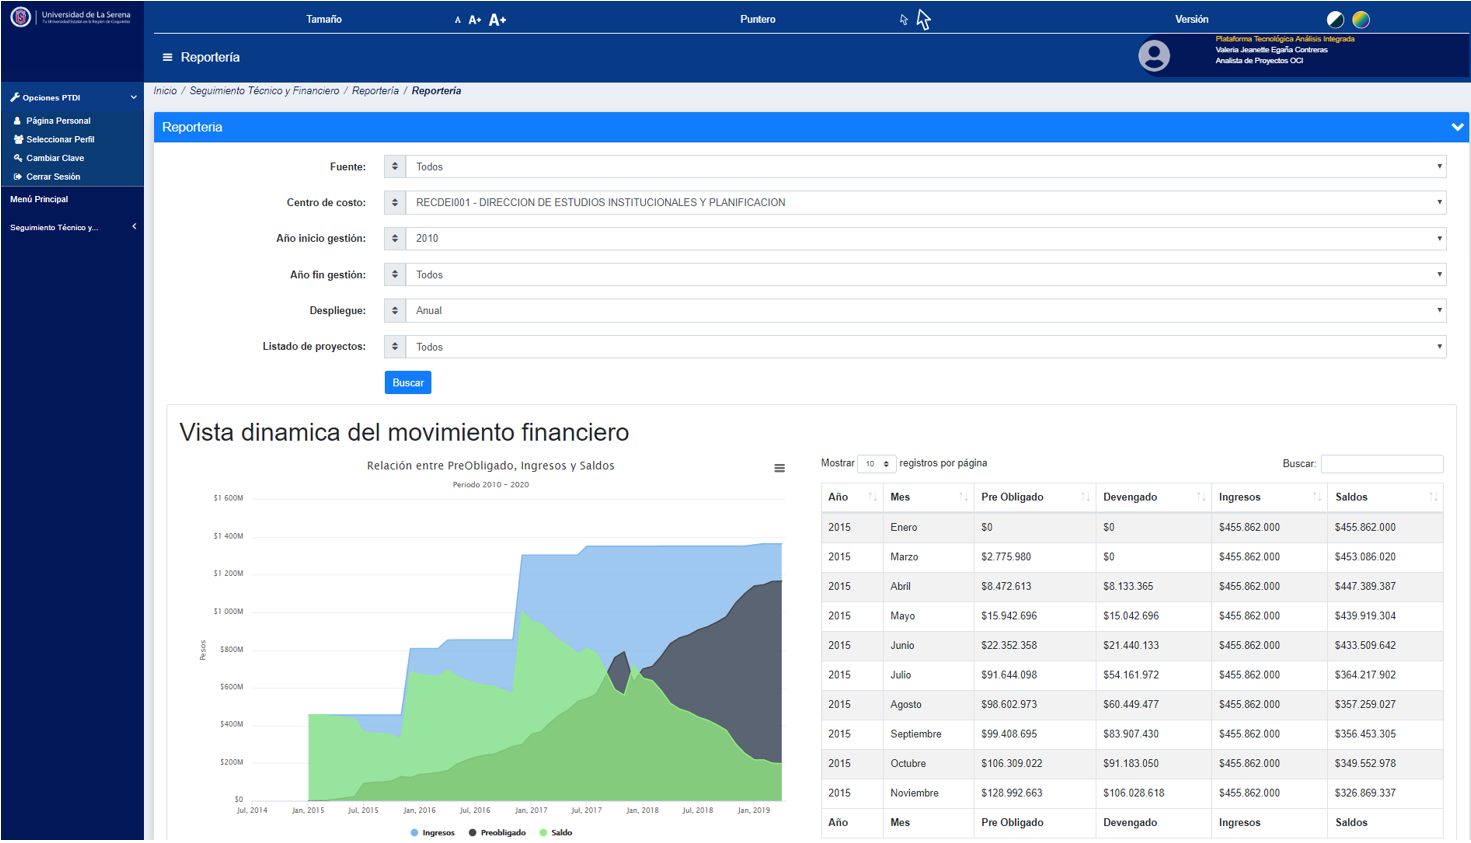 Universidad de La Serena
Tu Universidad Estatal en la Región de Coquimbo
Tamaño A A+ A+ Puntero Versión
Reportería
Plataforma Tecnológica Análisis Integrada
Valeria Jeanette Egaña Contreras
Analista de Proyectos OCI
Opciones PTDI
Página Personal
Seleccionar Perfil
Cambiar Clave
Cerrar Sesión
Menú Principal
Seguimiento Técnico y...
Inicio / Seguimiento Técnico y Financiero / Reportería / Reportería
Reporteria
Fuente: Todos
Centro de costo: RECDEI001 - DIRECCION DE ESTUDIOS INSTITUCIONALES Y PLANIFICACION
Año inicio gestión: 2010
Año fin gestión: Todos
Despliegue: Anual
Listado de proyectos: Todos
Buscar
Vista dinamica del movimiento financiero
Relación entre PreObligado, Ingresos y Saldos
Periodo 2010 - 2020
Pesos
$1 600M
$1 400M
$1 200M
$1 000M
$800M
$600M
$400M
$200M
$0
Jul, 2014 Jan, 2015 Jul, 2015 Jan, 2016 Jul, 2016 Jan, 2017 Jul, 2017 Jan, 2018 Jul, 2018 Jan, 2019
Ingresos Preobligado Saldo
Mostrar 10 registros por página Buscar:
Año Mes Pre Obligado Devengado Ingresos Saldos
2015 Enero $0 $0 $455.862.000 $455.862.000
2015 Marzo $2.775.980 $0 $455.862.000 $453.086.020
2015 Abril $8.472.613 $8.133.365 $455.862.000 $447.389.387
2015 Mayo $15.942.696 $15.042.696 $455.862.000 $439.919.304
2015 Junio $22.352.358 $21.440.133 $455.862.000 $433.509.642
2015 Julio $91.644.098 $54.161.972 $455.862.000 $364.217.902
2015 Agosto $98.602.973 $60.449.477 $455.862.000 $357.259.027
2015 Septiembre $99.408.695 $83.907.430 $455.862.000 $356.453.305
2015 Octubre $106.309.022 $91.183.050 $455.862.000 $349.552.978
2015 Noviembre $128.992.663 $106.028.618 $455.862.000 $326.869.337
Año Mes Pre Obligado Devengado Ingresos Saldos